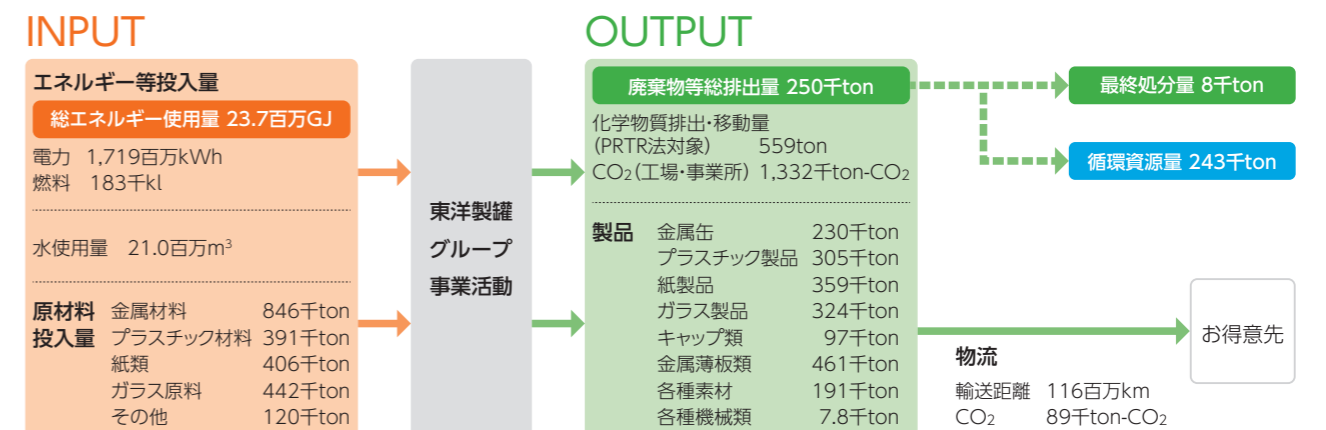 INPUT
エネルギー等投入量
総エネルギー使用量 23.7百万GJ
電力 1,719百万kWh
燃料 183千kl
水使用量 21.0百万m³
原材料 金属材料 846千ton
投入量 プラスチック材料 391千ton
紙類 406千ton
ガラス原料 442千ton
その他 120千ton
東洋製罐
グループ
事業活動
OUTPUT
廃棄物等総排出量 250千ton
化学物質排出・移動量
(PRTR法対象) 559ton
CO₂(工場・事業所) 1,332千ton-CO₂
製品 金属缶 230千ton
プラスチック製品 305千ton
紙製品 359千ton
ガラス製品 324千ton
キャップ類 97千ton
金属薄板類 461千ton
各種素材 191千ton
各種機械類 7.8千ton
最終処分量 8千ton
循環資源量 243千ton
物流
輸送距離 116百万km
CO₂ 89千ton-CO₂
お得意先